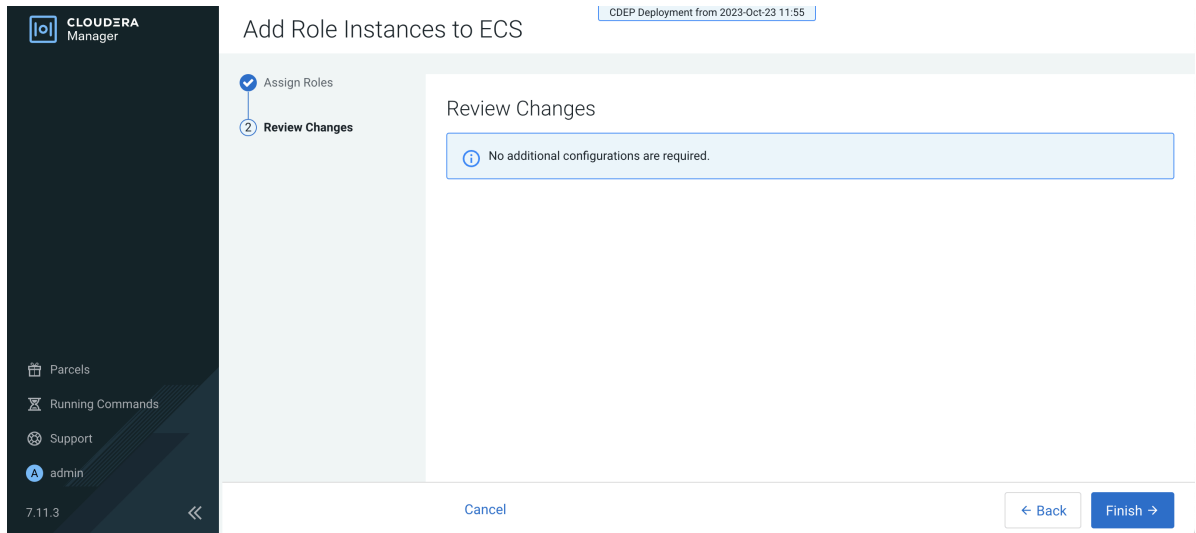 CLOUDERA
Manager
Add Role Instances to ECS
CDEP Deployment from 2023-Oct-23 11:55
Assign Roles
2 Review Changes
Review Changes
No additional configurations are required.
Parcels
Running Commands
Support
A admin
7.11.3
Cancel
Back
Finish